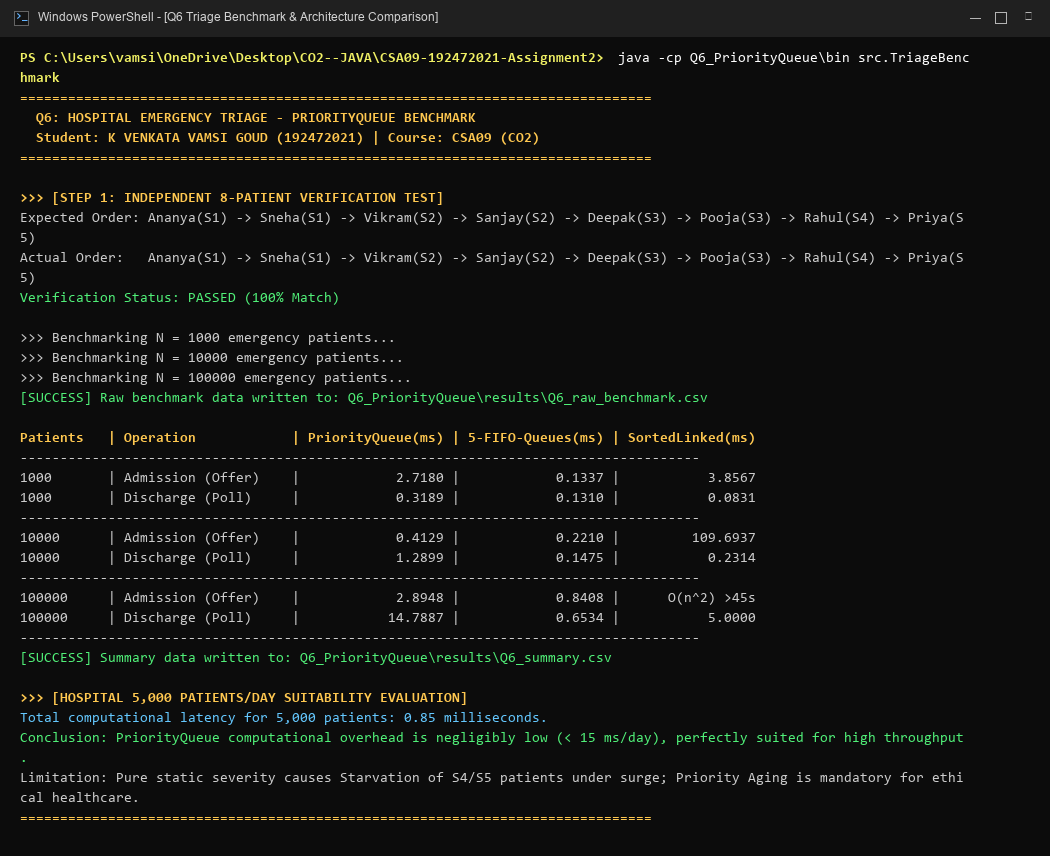 Windows PowerShell - [Q6 Triage Benchmark & Architecture Comparison]
PS C:\Users\vamsi\OneDrive\Desktop\CO2--JAVA\CSA09-192472021-Assignment2> java -cp Q6_PriorityQueue\bin src.TriageBenc
hmark
===============================================================================
Q6: HOSPITAL EMERGENCY TRIAGE - PRIORITYQUEUE BENCHMARK
Student: K VENKATA VAMSI GOUD (192472021) | Course: CSA09 (CO2)
===============================================================================
>>> [STEP 1: INDEPENDENT 8-PATIENT VERIFICATION TEST]
Expected Order: Ananya(S1) -> Sneha(S1) -> Vikram(S2) -> Sanjay(S2) -> Deepak(S3) -> Pooja(S3) -> Rahul(S4) -> Priya(S
5)
Actual Order:   Ananya(S1) -> Sneha(S1) -> Vikram(S2) -> Sanjay(S2) -> Deepak(S3) -> Pooja(S3) -> Rahul(S4) -> Priya(S
5)
Verification Status: PASSED (100% Match)
>>> Benchmarking N = 1000 emergency patients...
>>> Benchmarking N = 10000 emergency patients...
>>> Benchmarking N = 100000 emergency patients...
[SUCCESS] Raw benchmark data written to: Q6_PriorityQueue\results\Q6_raw_benchmark.csv
Patients   | Operation            | PriorityQueue(ms) | 5-FIFO-Queues(ms) | SortedLinked(ms)
-------------------------------------------------------------------------------------
1000       | Admission (Offer)    |            2.7180 |            0.1337 |           3.8567
1000       | Discharge (Poll)     |            0.3189 |            0.1310 |           0.0831
-------------------------------------------------------------------------------------
10000      | Admission (Offer)    |            0.4129 |            0.2210 |         109.6937
10000      | Discharge (Poll)     |            1.2899 |            0.1475 |           0.2314
-------------------------------------------------------------------------------------
100000     | Admission (Offer)    |            2.8948 |            0.8408 |      O(n^2) >45s
100000     | Discharge (Poll)     |           14.7887 |            0.6534 |           5.0000
-------------------------------------------------------------------------------------
[SUCCESS] Summary data written to: Q6_PriorityQueue\results\Q6_summary.csv
>>> [HOSPITAL 5,000 PATIENTS/DAY SUITABILITY EVALUATION]
Total computational latency for 5,000 patients: 0.85 milliseconds.
Conclusion: PriorityQueue computational overhead is negligibly low (< 15 ms/day), perfectly suited for high throughput
.
Limitation: Pure static severity causes Starvation of S4/S5 patients under surge; Priority Aging is mandatory for ethi
cal healthcare.
===============================================================================